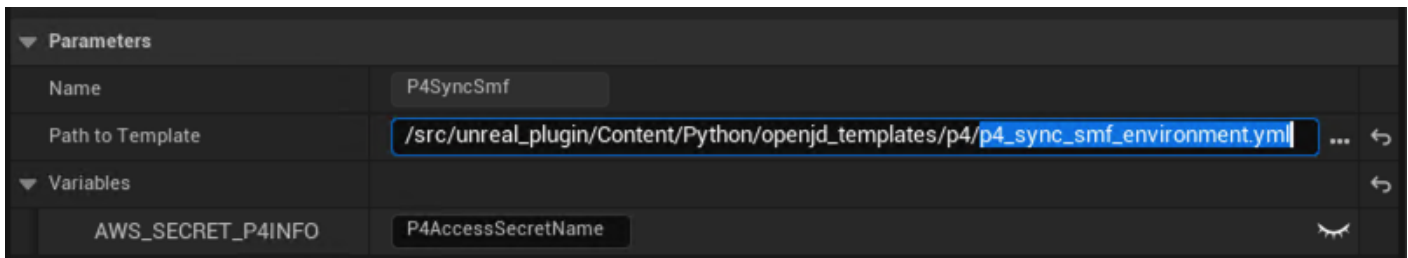 Parameters
Name P4SyncSmf
Path to Template /src/unreal_plugin/Content/Python/openjd_templates/p4/p4_sync_smf_environment.yml ...
Variables
AWS_SECRET_P4INFO P4AccessSecretName